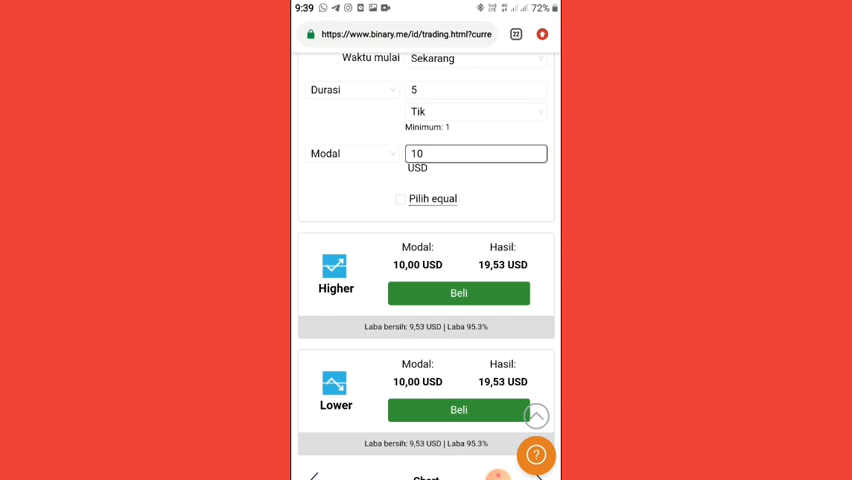 9:39 72%
https://www.binary.me/id/trading.html?curre 22
Waktu mulai Sekarang
Durasi 5
Tik
Minimum: 1
Modal 10
USD
Pilih equal
Modal: Hasil:
10,00 USD 19,53 USD
Higher Beli
Laba bersih: 9,53 USD | Laba 95.3%
Modal: Hasil:
10,00 USD 19,53 USD
Lower Beli
Laba bersih: 9,53 USD | Laba 95.3%
?
Chart